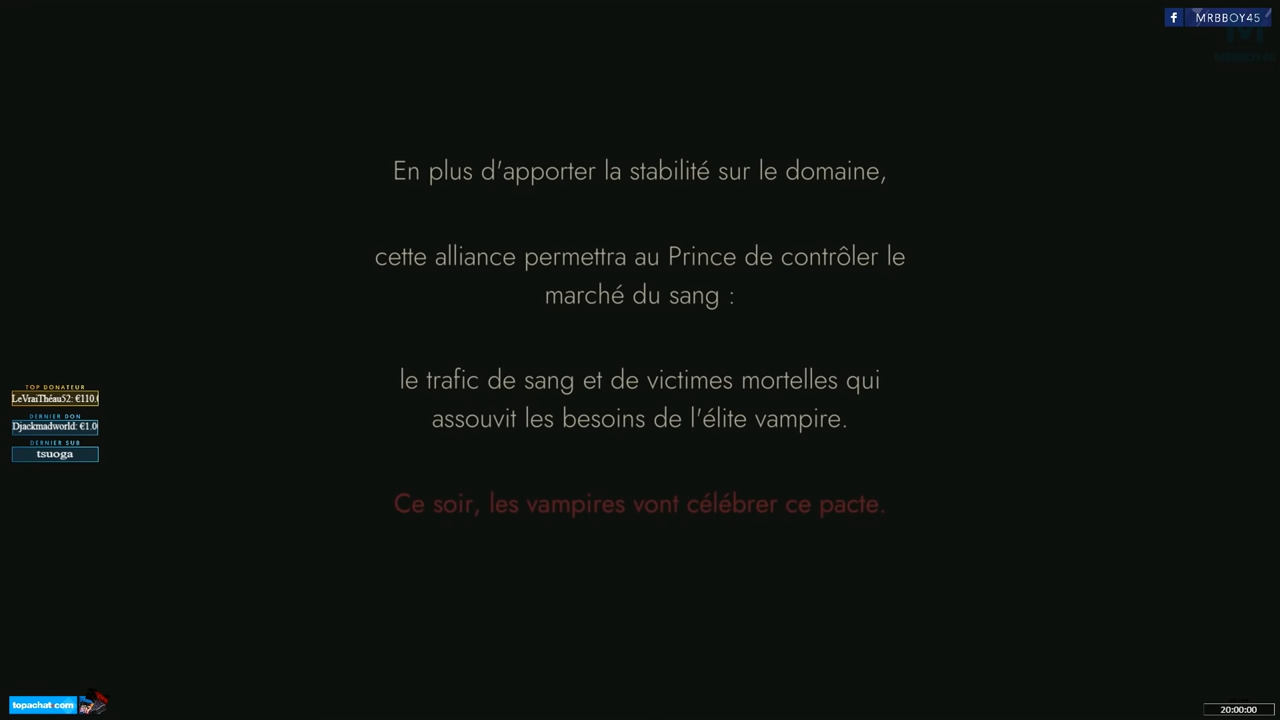 MRBBOY45
En plus d'apporter la stabilité sur le domaine,
cette alliance permettra au Prince de contrôler le
marché du sang :
le trafic de sang et de victimes mortelles qui
assouvit les besoins de l'élite vampire.
Ce soir, les vampires vont célébrer ce pacte.
TOP DONATEUR
LeVraiThéau52: €110.
DERNIER DON
Djackmadworld: €1.0
DERNIER SUB
tsuoga
topachat com
20:00:00